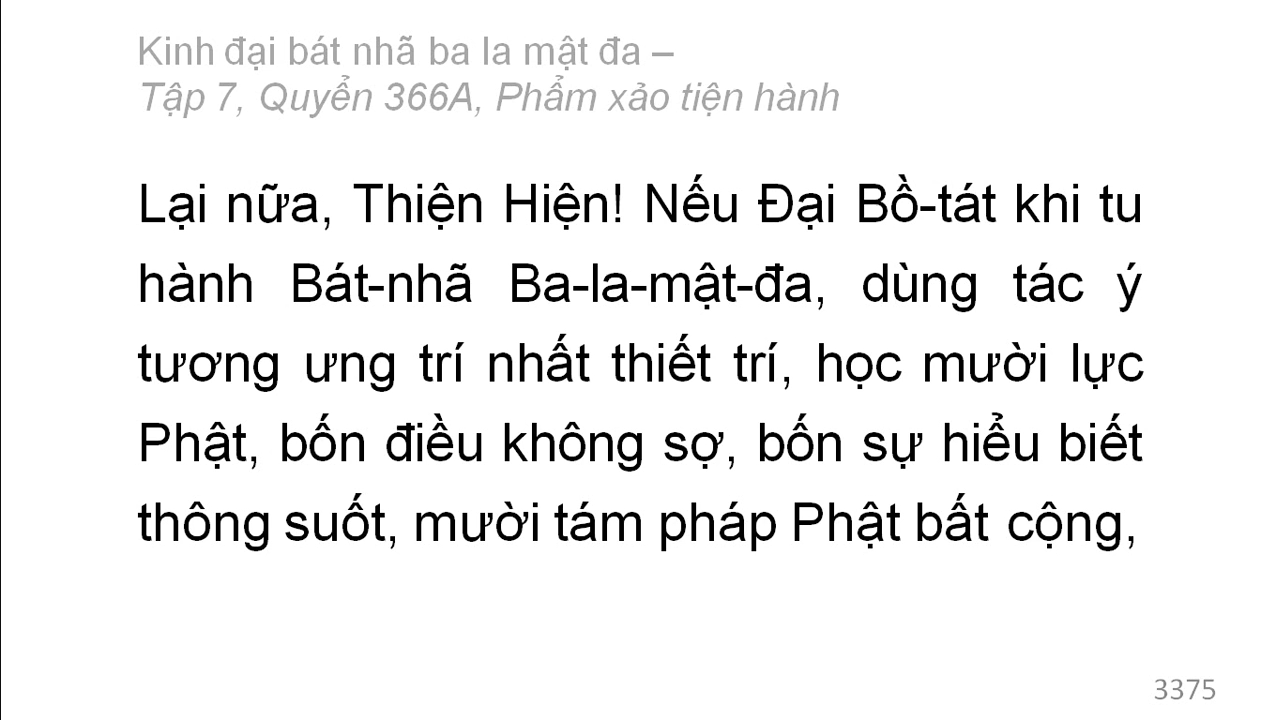 Kinh đại bát nhã ba la mật đa –
Tập 7, Quyển 366A, Phẩm xảo tiện hành
Lại nữa, Thiện Hiện! Nếu Đại Bồ-tát khi tu
hành Bát-nhã Ba-la-mật-đa, dùng tác ý
tương ưng trí nhất thiết trí, học mười lực
Phật, bốn điều không sợ, bốn sự hiểu biết
thông suốt, mười tám pháp Phật bất cộng,
3375